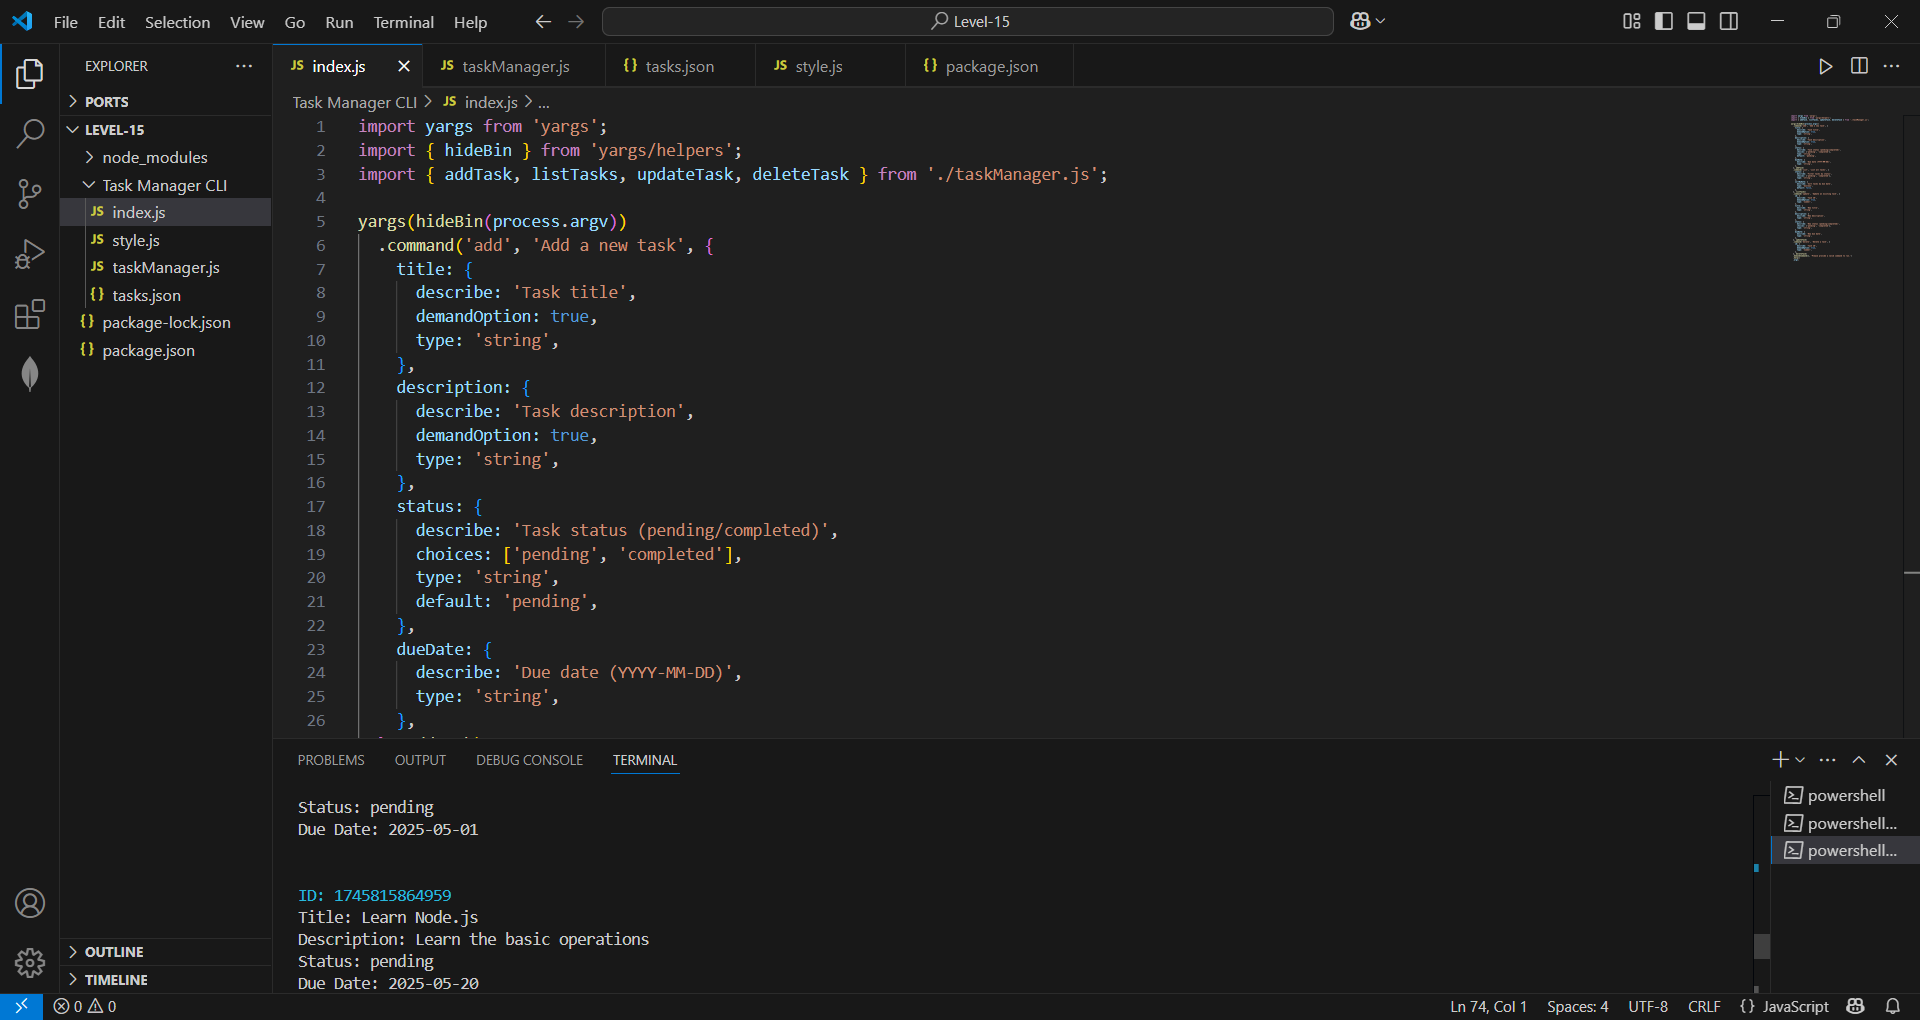 File Edit Selection View Go Run Terminal Help
Level-15
EXPLORER
PORTS
LEVEL-15
node_modules
Task Manager CLI
JS index.js
JS style.js
JS taskManager.js
{} tasks.json
{} package-lock.json
{} package.json
OUTLINE
TIMELINE
JS index.js JS taskManager.js {} tasks.json JS style.js {} package.json
Task Manager CLI > JS index.js > ...
1 import yargs from 'yargs';
2 import { hideBin } from 'yargs/helpers';
3 import { addTask, listTasks, updateTask, deleteTask } from './taskManager.js';
4
5 yargs(hideBin(process.argv))
6 .command('add', 'Add a new task', {
7 title: {
8 describe: 'Task title',
9 demandOption: true,
10 type: 'string',
11 },
12 description: {
13 describe: 'Task description',
14 demandOption: true,
15 type: 'string',
16 },
17 status: {
18 describe: 'Task status (pending/completed)',
19 choices: ['pending', 'completed'],
20 type: 'string',
21 default: 'pending',
22 },
23 dueDate: {
24 describe: 'Due date (YYYY-MM-DD)',
25 type: 'string',
26 },
PROBLEMS OUTPUT DEBUG CONSOLE TERMINAL
Status: pending
Due Date: 2025-05-01
ID: 1745815864959
Title: Learn Node.js
Description: Learn the basic operations
Status: pending
Due Date: 2025-05-20
powershell
powershell...
powershell...
0 0
Ln 74, Col 1 Spaces: 4 UTF-8 CRLF {} JavaScript